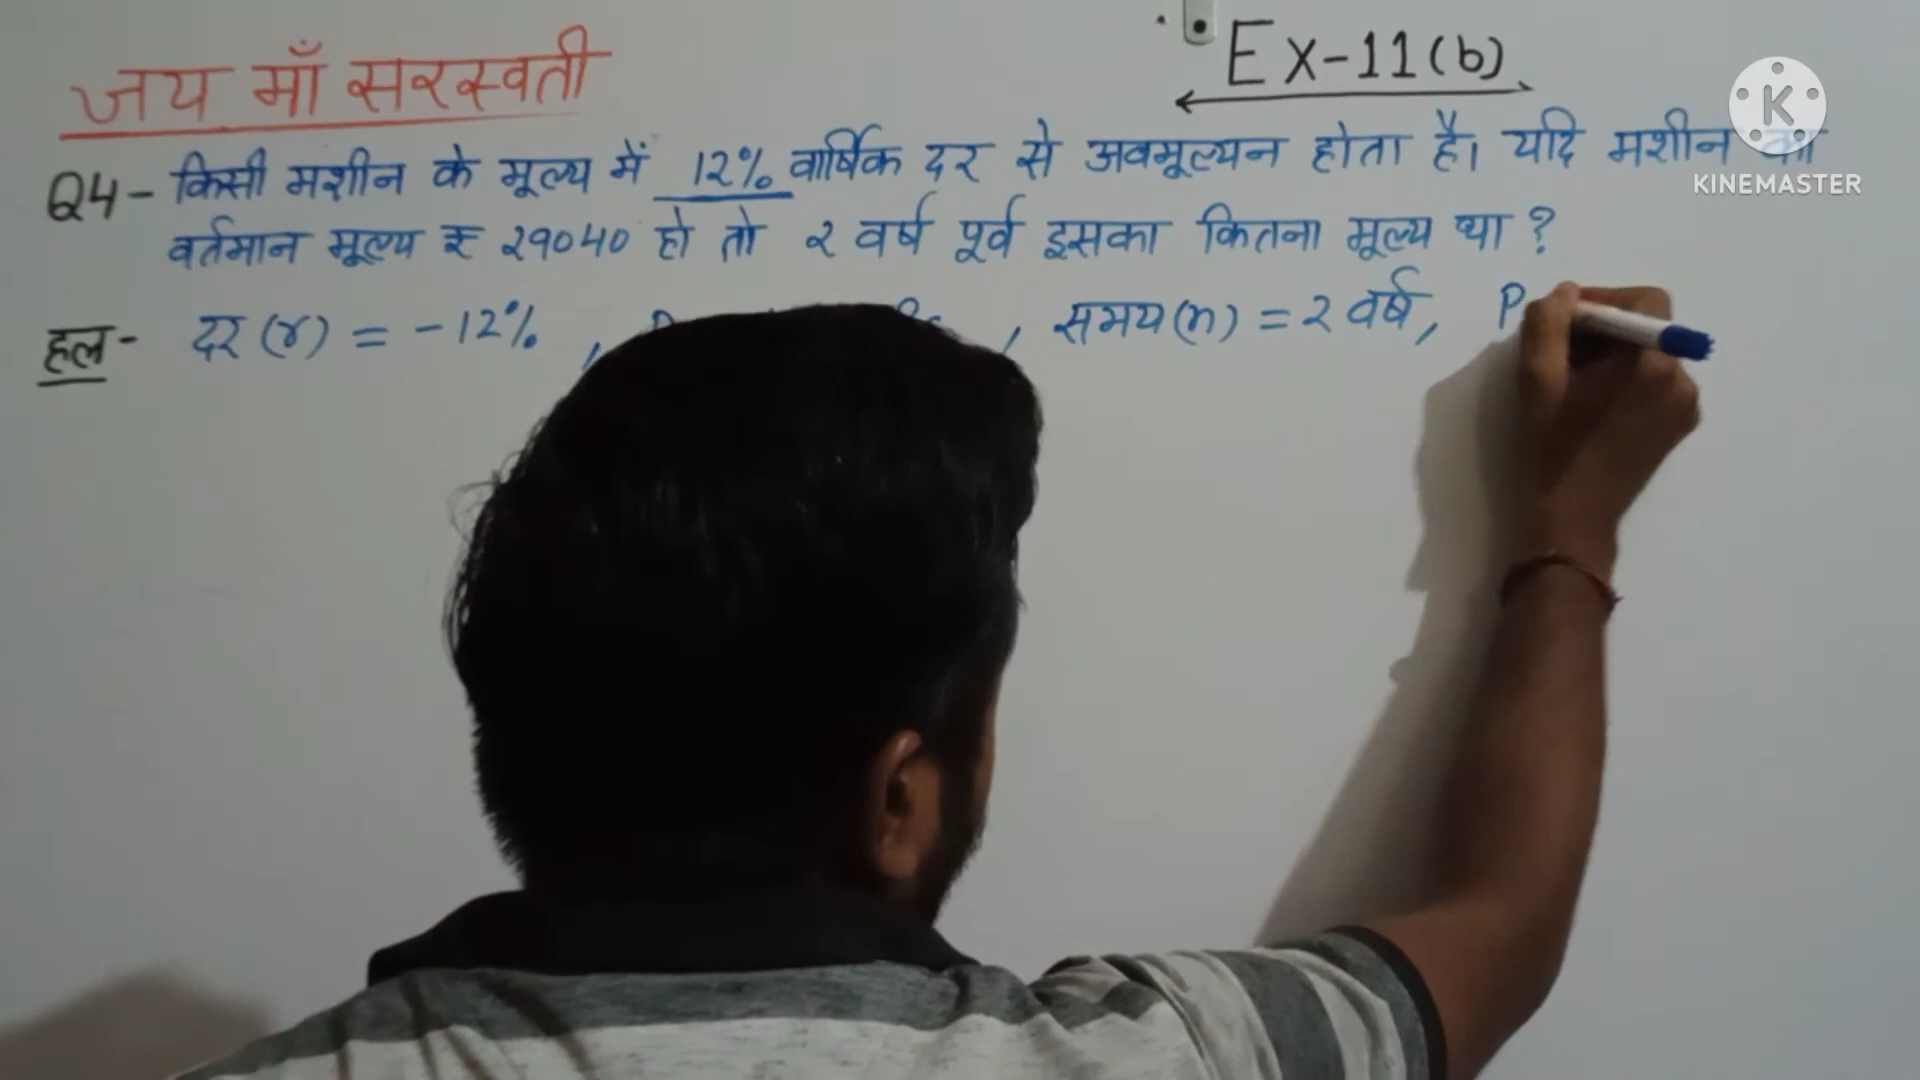 जय माँ सरस्वती
Ex-11(b)
Q4- किसी मशीन के मूल्य में 12% वार्षिक दर से अवमूल्यन होता है। यदि मशीन का
वर्तमान मूल्य ₹ 29040 हो तो 2 वर्ष पूर्व इसका कितना मूल्य था ?
हल- दर (r) = -12% , , समय (n) = 2 वर्ष, P
K
KINEMASTER